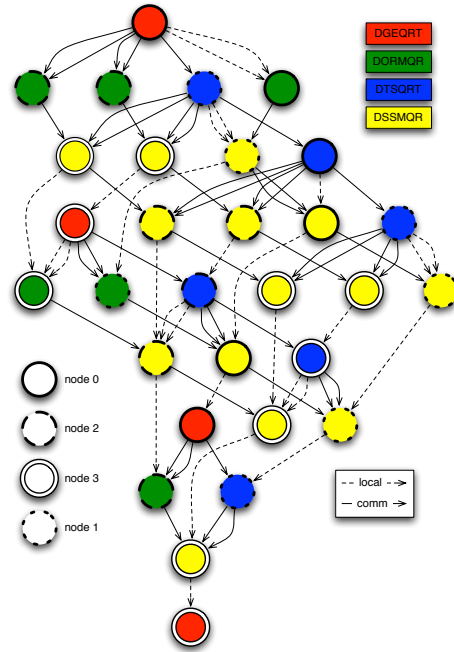 DGEQRT
DORMQR
DTSQRT
DSSMQR
node 0
node 2
node 3
node 1
local
comm